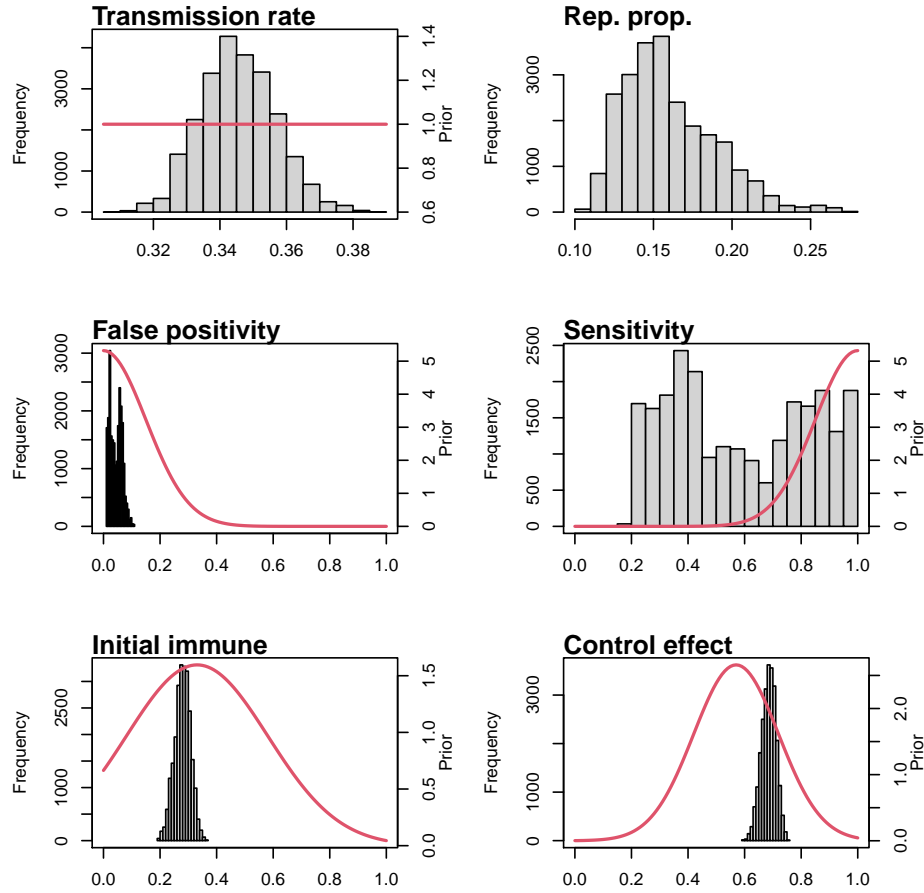 Transmission rate
Frequency
0 1000 3000
0.6 0.8 1.0 1.2 1.4
Prior
0.32 0.34 0.36 0.38
Rep. prop.
Frequency
0 1000 3000
0.10 0.15 0.20 0.25
False positivity
Frequency
0 1000 2000 3000
0 1 2 3 4 5
Prior
0.0 0.2 0.4 0.6 0.8 1.0
Sensitivity
Frequency
0 500 1500 2500
0 1 2 3 4 5
Prior
0.0 0.2 0.4 0.6 0.8 1.0
Initial immune
Frequency
0 1000 2500
0.0 0.5 1.0 1.5
Prior
0.0 0.2 0.4 0.6 0.8 1.0
Control effect
Frequency
0 1000 3000
0.0 1.0 2.0
Prior
0.0 0.2 0.4 0.6 0.8 1.0